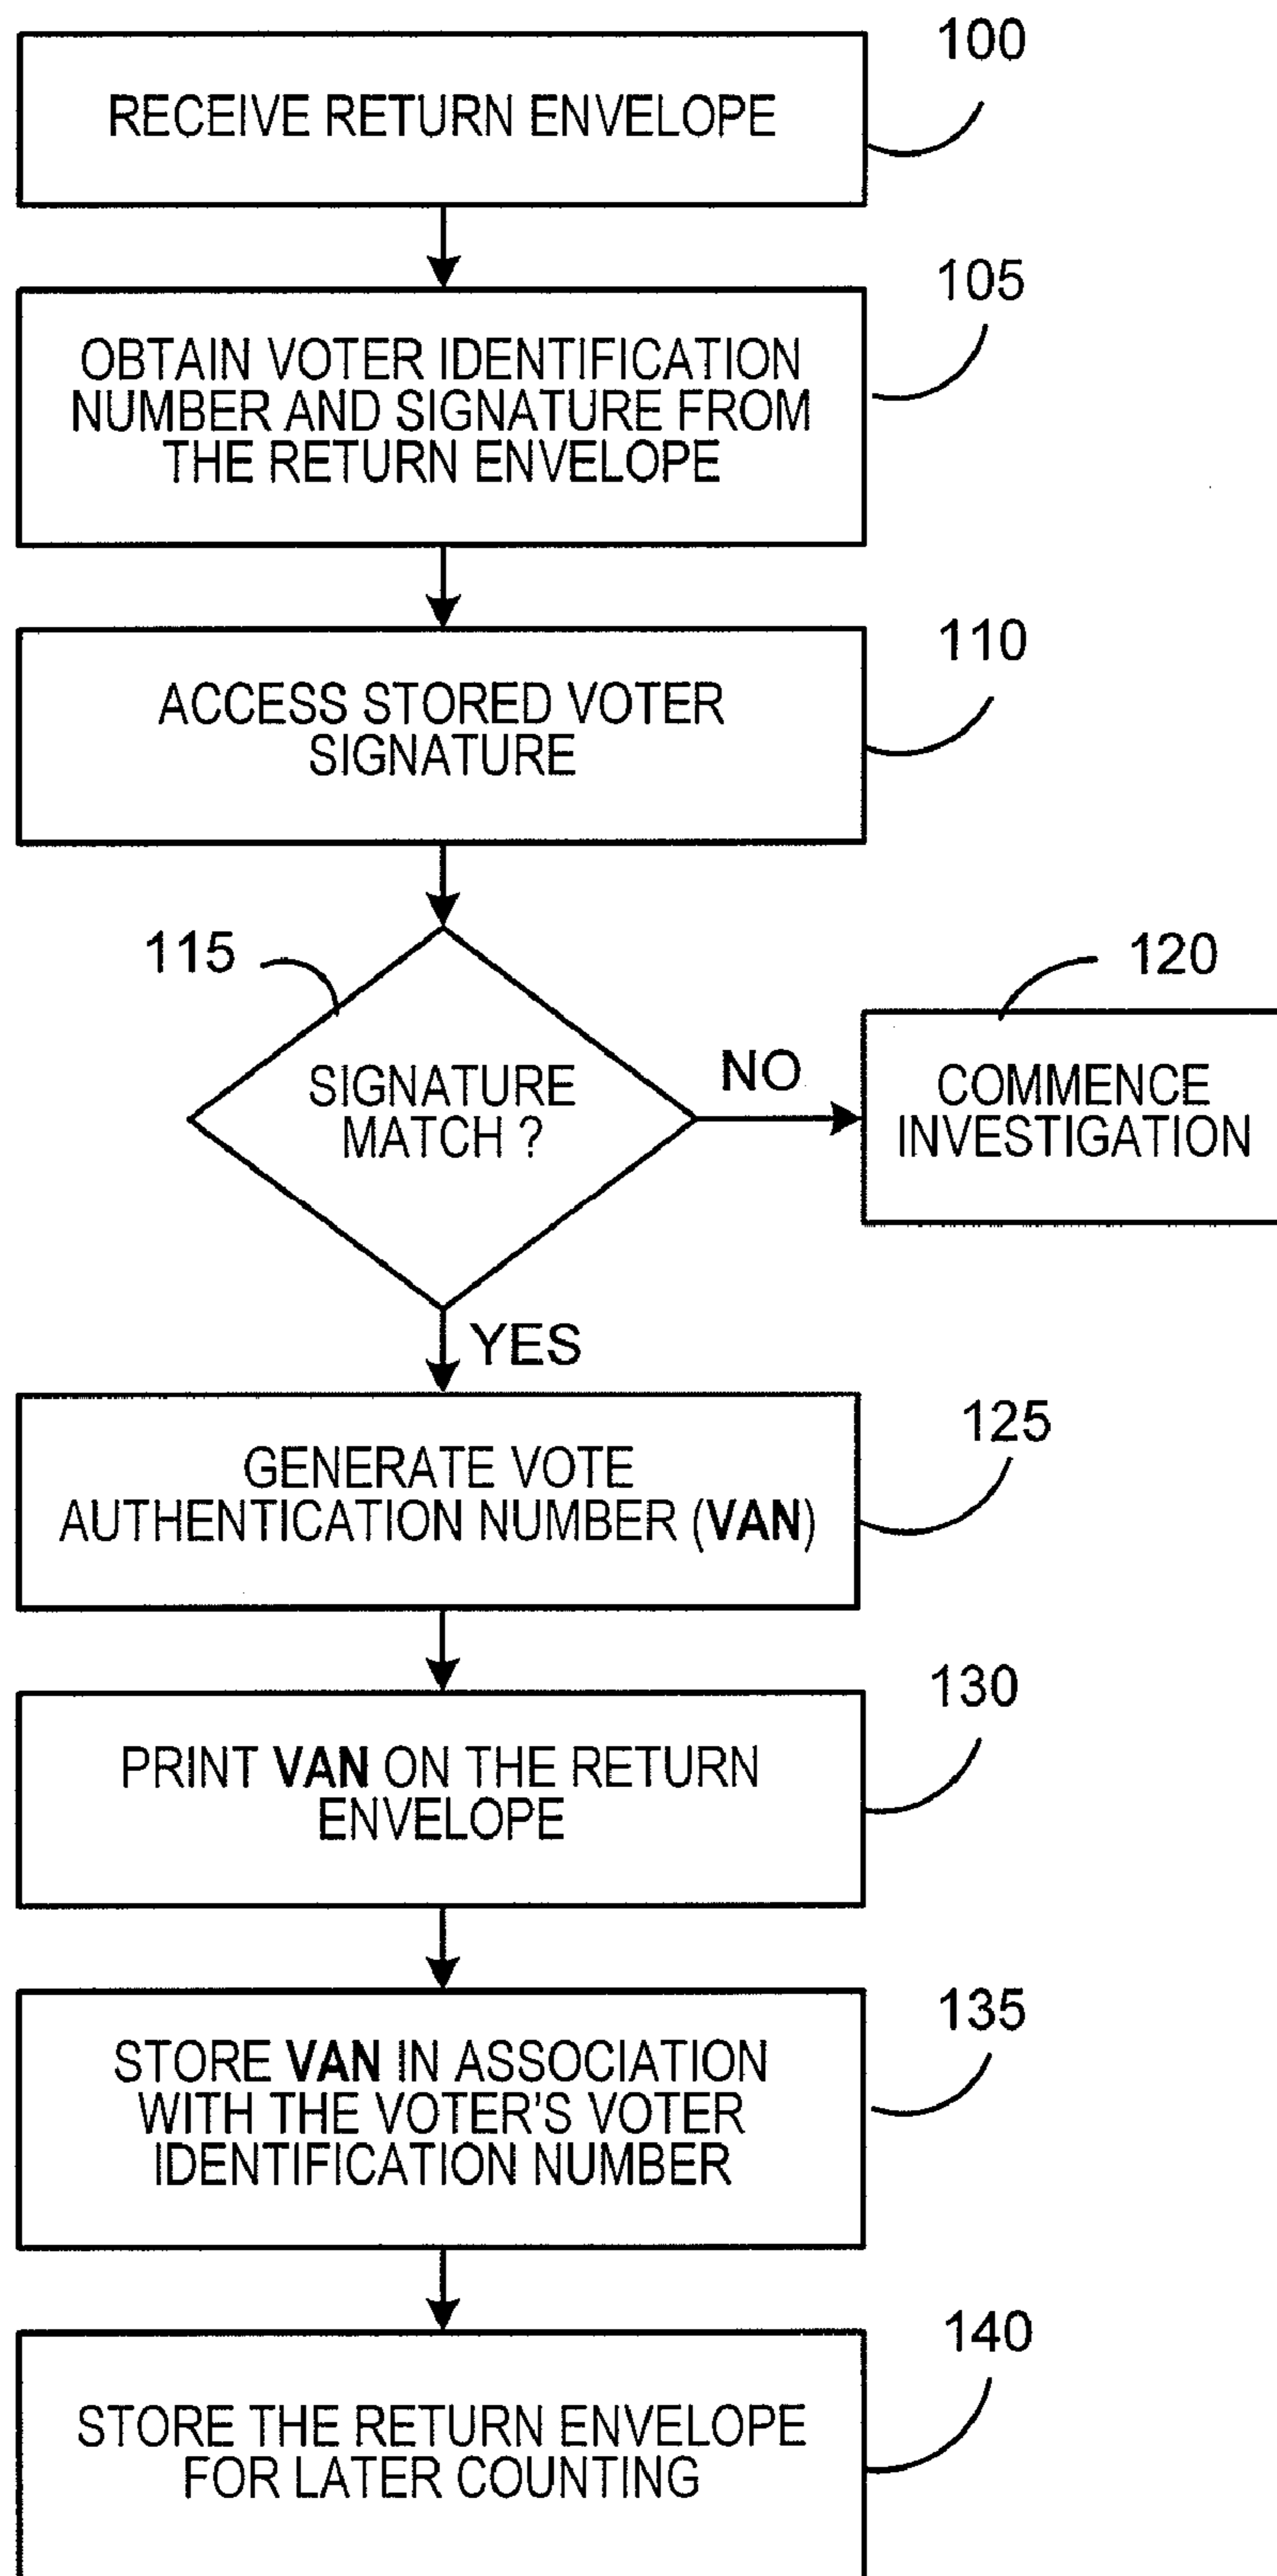 100
RECEIVE RETURN ENVELOPE
105
OBTAIN VOTER IDENTIFICATION
NUMBER AND SIGNATURE FROM
THE RETURN ENVELOPE
110
ACCESS STORED VOTER
SIGNATURE
115
SIGNATURE
MATCH ?
NO
120
COMMENCE
INVESTIGATION
YES
125
GENERATE VOTE
AUTHENTICATION NUMBER (VAN)
130
PRINT VAN ON THE RETURN
ENVELOPE
135
STORE VAN IN ASSOCIATION
WITH THE VOTER'S VOTER
IDENTIFICATION NUMBER
140
STORE THE RETURN ENVELOPE
FOR LATER COUNTING